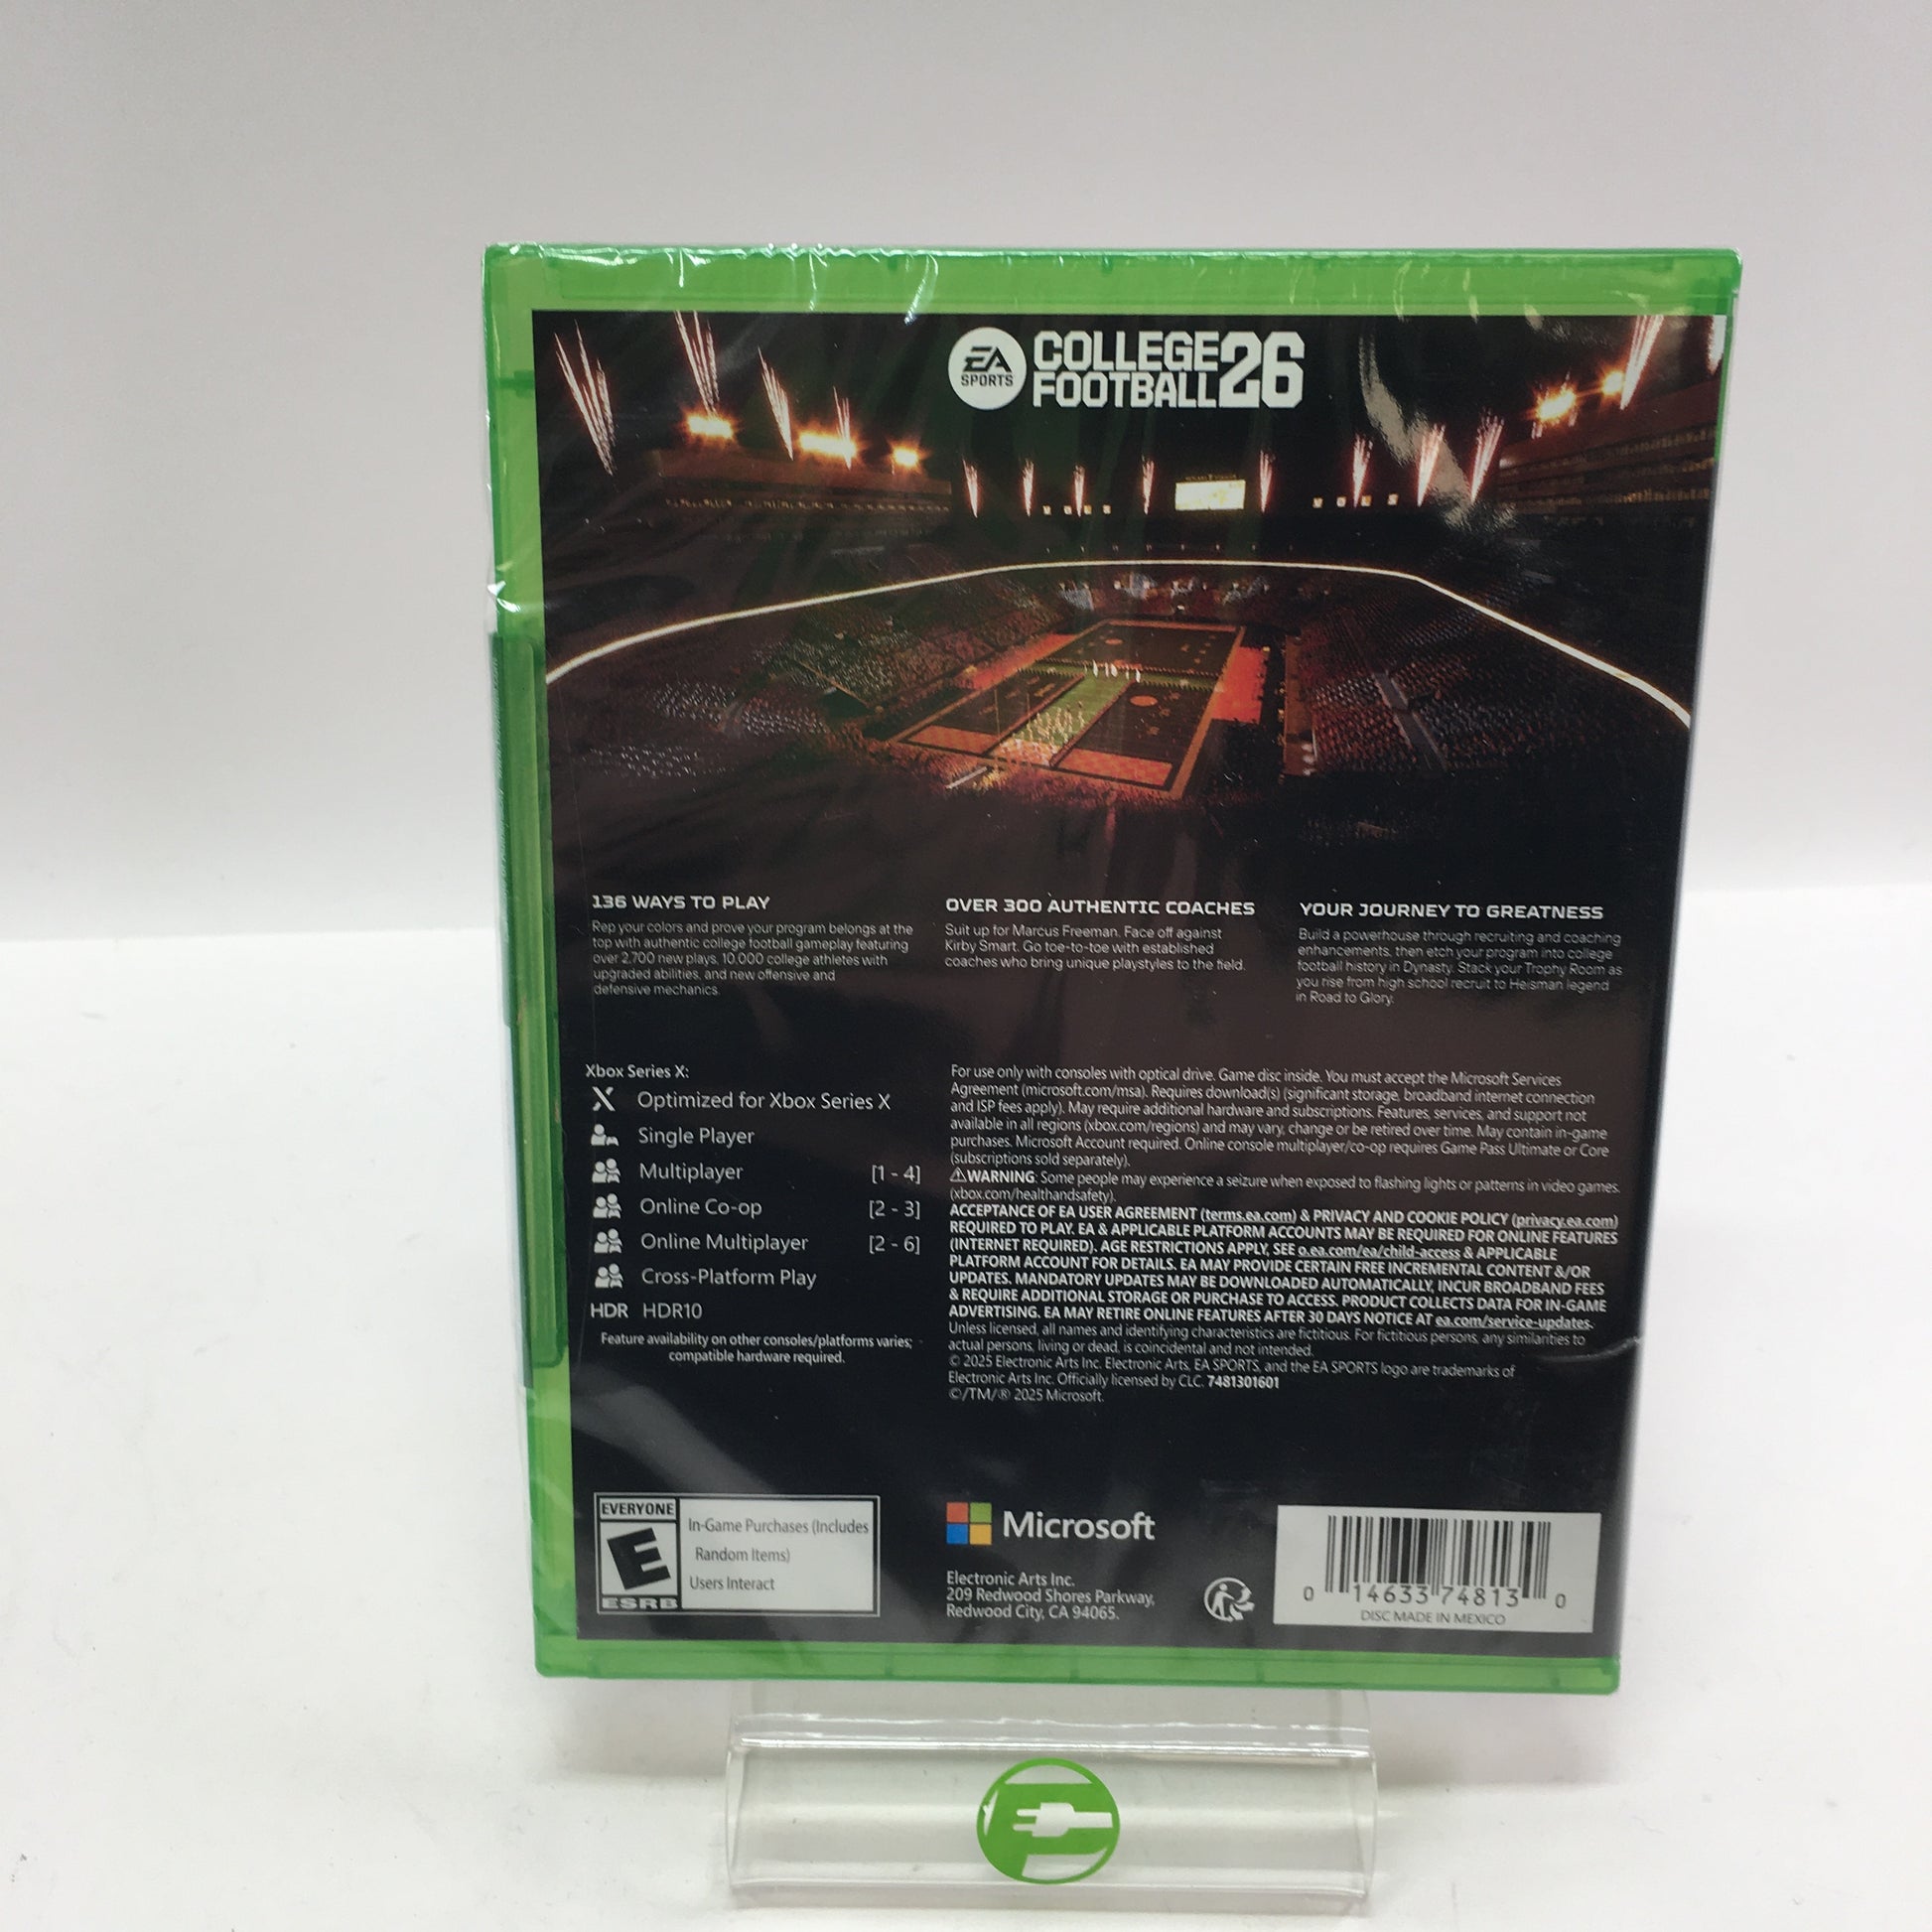 EA
SPORTS
COLLEGE
FOOTBALL 26
136 WAYS TO PLAY
Rep your colors and prove your program belongs at the
top with authentic college football gameplay featuring
over 2,700 new plays, 10,000 college athletes with
upgraded abilities, and new offensive and
defensive mechanics.
OVER 300 AUTHENTIC COACHES
Suit up for Marcus Freeman. Face off against
Kirby Smart. Go toe-to-toe with established
coaches who bring unique playstyles to the field.
YOUR JOURNEY TO GREATNESS
Build a powerhouse through recruiting and coaching
enhancements, then etch your program into college
football history in Dynasty. Stack your Trophy Room as
you rise from high school recruit to Heisman legend
in Road to Glory.
Xbox Series X:
Optimized for Xbox Series X
Single Player
Multiplayer [1 - 4]
Online Co-op [2 - 3]
Online Multiplayer [2 - 6]
Cross-Platform Play
HDR HDR10
Feature availability on other consoles/platforms varies;
compatible hardware required.
For use only with consoles with optical drive. Game disc inside. You must accept the Microsoft Services
Agreement (microsoft.com/msa). Requires download(s) (significant storage, broadband internet connection
and ISP fees apply). May require additional hardware and subscriptions. Features, services, and support not
available in all regions (xbox.com/regions) and may vary, change or be retired over time. May contain in-game
purchases. Microsoft Account required. Online console multiplayer/co-op requires Game Pass Ultimate or Core
(subscriptions sold separately).
⚠WARNING: Some people may experience a seizure when exposed to flashing lights or patterns in video games.
(xbox.com/healthandsafety).
ACCEPTANCE OF EA USER AGREEMENT (terms.ea.com) & PRIVACY AND COOKIE POLICY (privacy.ea.com)
REQUIRED TO PLAY. EA & APPLICABLE PLATFORM ACCOUNTS MAY BE REQUIRED FOR ONLINE FEATURES
(INTERNET REQUIRED). AGE RESTRICTIONS APPLY, SEE o.ea.com/ea/child-access & APPLICABLE
PLATFORM ACCOUNT FOR DETAILS. EA MAY PROVIDE CERTAIN FREE INCREMENTAL CONTENT &/OR
UPDATES. MANDATORY UPDATES MAY BE DOWNLOADED AUTOMATICALLY, INCUR BROADBAND FEES
& REQUIRE ADDITIONAL STORAGE OR PURCHASE TO ACCESS. PRODUCT COLLECTS DATA FOR IN-GAME
ADVERTISING. EA MAY RETIRE ONLINE FEATURES AFTER 30 DAYS NOTICE AT ea.com/service-updates.
Unless licensed, all names and identifying characteristics are fictitious. For fictitious persons, any similarities to
actual persons, living or dead, is coincidental and not intended.
© 2025 Electronic Arts Inc. Electronic Arts, EA SPORTS, and the EA SPORTS logo are trademarks of
Electronic Arts Inc. Officially licensed by CLC. 7481301601
©/TM/® 2025 Microsoft.
EVERYONE
E
ESRB
In-Game Purchases (Includes
Random Items)
Users Interact
Microsoft
Electronic Arts Inc.
209 Redwood Shores Parkway,
Redwood City, CA 94065.
0 14633 74813 0
DISC MADE IN MEXICO